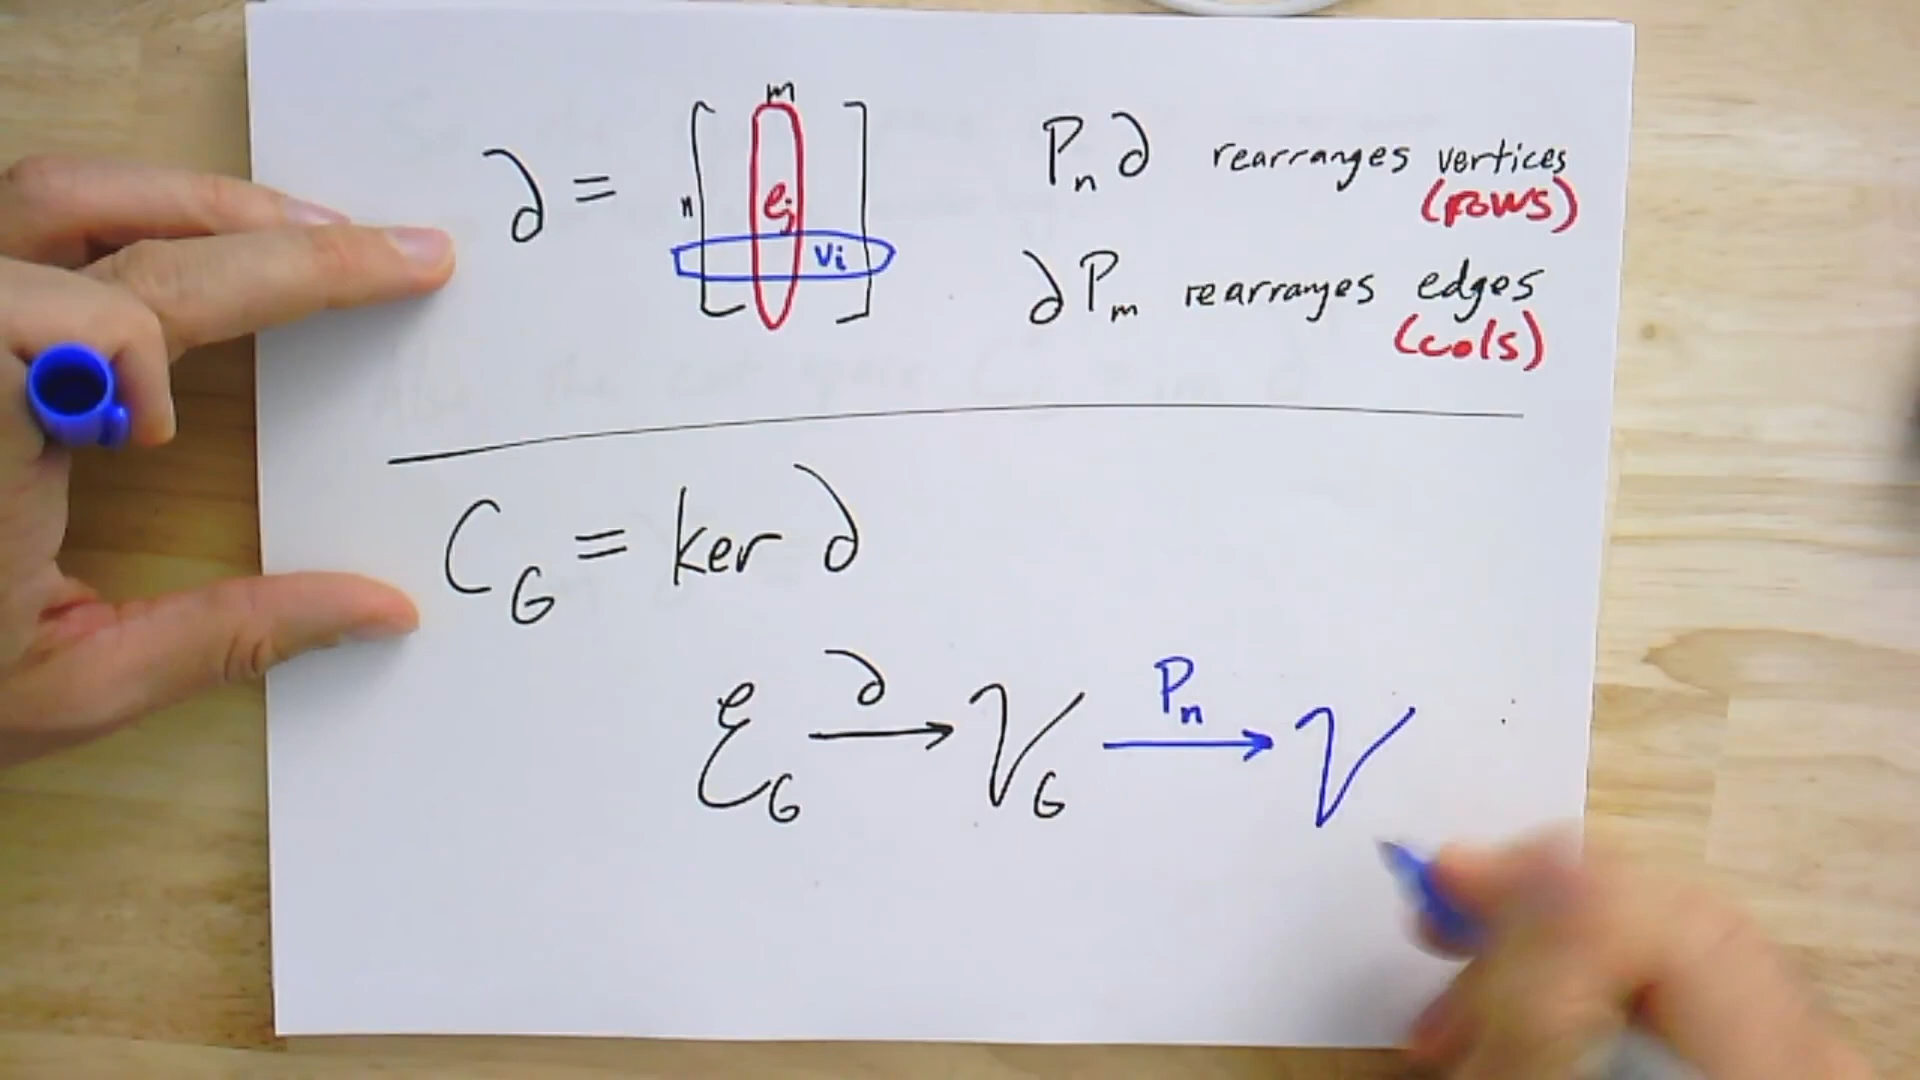 m
∂ = n [ e_j v_i ]
P_n ∂ rearranges vertices
(rows)
∂ P_m rearranges edges
(cols)
C_G = ker ∂
∂ P_n
ℰ_G → 𝒱_G → 𝒱